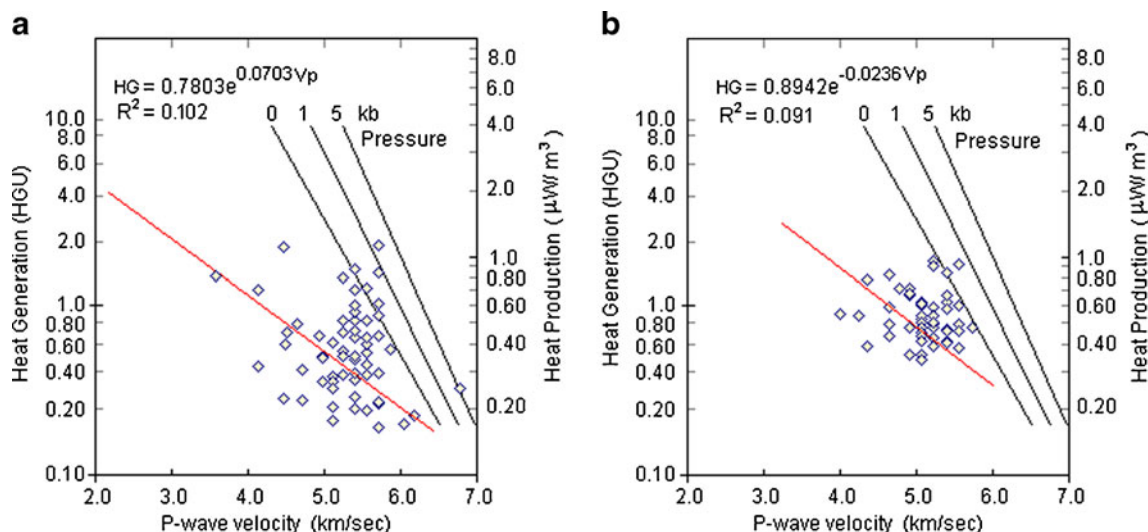 a
HG = 0.7803e^0.0703Vp
R² = 0.102
0 1 5 kb
Pressure
Heat Generation (HGU)
10.0
8.0
6.0
4.0
2.0
1.0
0.80
0.60
0.40
0.20
0.10
2.0 3.0 4.0 5.0 6.0 7.0
P-wave velocity (km/sec)
8.0
6.0
4.0
2.0
1.0
0.80
0.60
0.40
0.20
Heat Production (µW/m³)
b
HG = 0.8942e^-0.0236Vp
R² = 0.091
0 1 5 kb
Pressure
Heat Generation (HGU)
10.0
8.0
6.0
4.0
2.0
1.0
0.80
0.60
0.40
0.20
0.10
2.0 3.0 4.0 5.0 6.0 7.0
P-wave velocity (km/sec)
8.0
6.0
4.0
2.0
1.0
0.80
0.60
0.40
0.20
Heat Production (µW/m³)